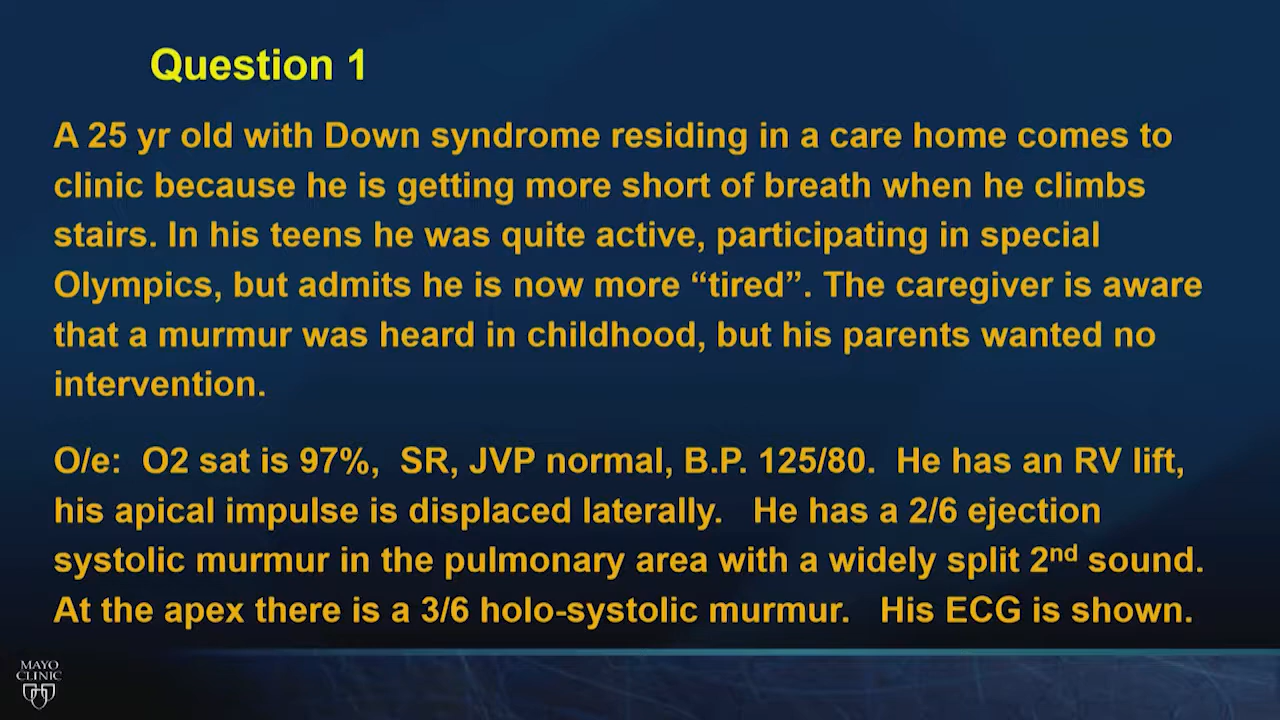 Question 1
A 25 yr old with Down syndrome residing in a care home comes to
clinic because he is getting more short of breath when he climbs
stairs. In his teens he was quite active, participating in special
Olympics, but admits he is now more “tired”. The caregiver is aware
that a murmur was heard in childhood, but his parents wanted no
intervention.
O/e: O2 sat is 97%, SR, JVP normal, B.P. 125/80. He has an RV lift,
his apical impulse is displaced laterally. He has a 2/6 ejection
systolic murmur in the pulmonary area with a widely split 2nd sound.
At the apex there is a 3/6 holo-systolic murmur. His ECG is shown.
MAYO
CLINIC